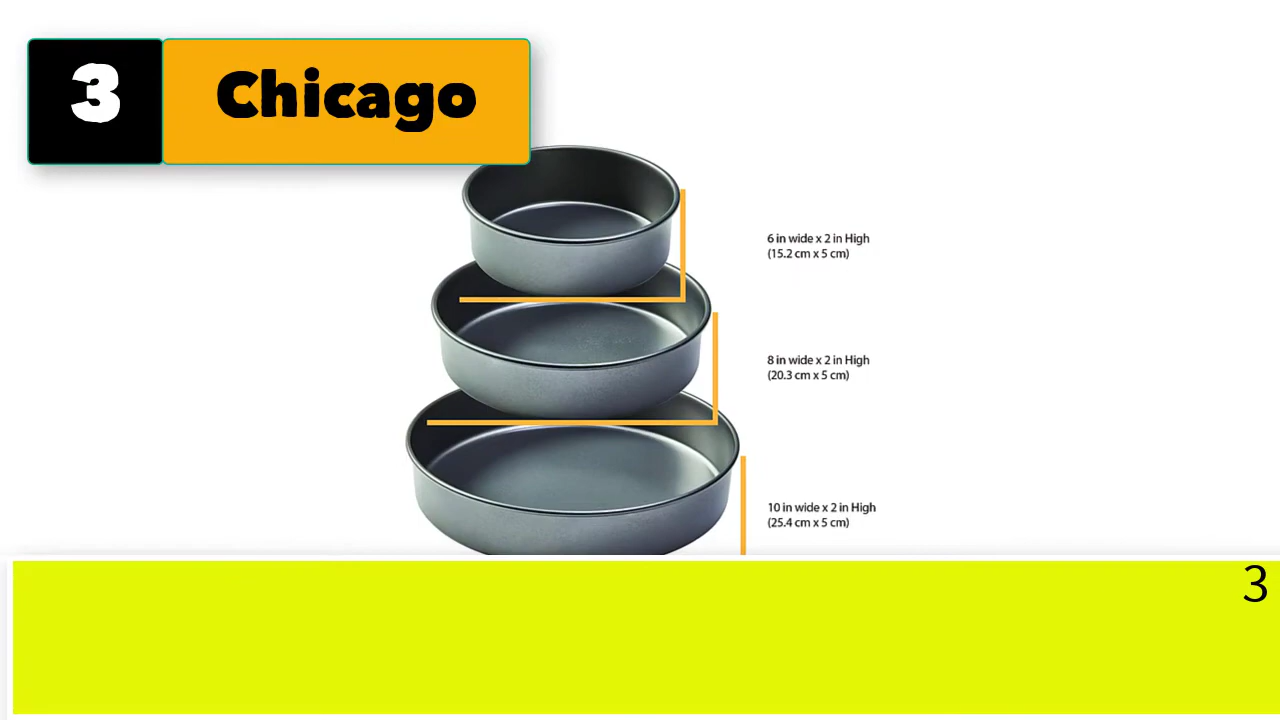 3 Chicago
6 in wide x 2 in High
(15.2 cm x 5 cm)
8 in wide x 2 in High
(20.3 cm x 5 cm)
10 in wide x 2 in High
(25.4 cm x 5 cm)
3